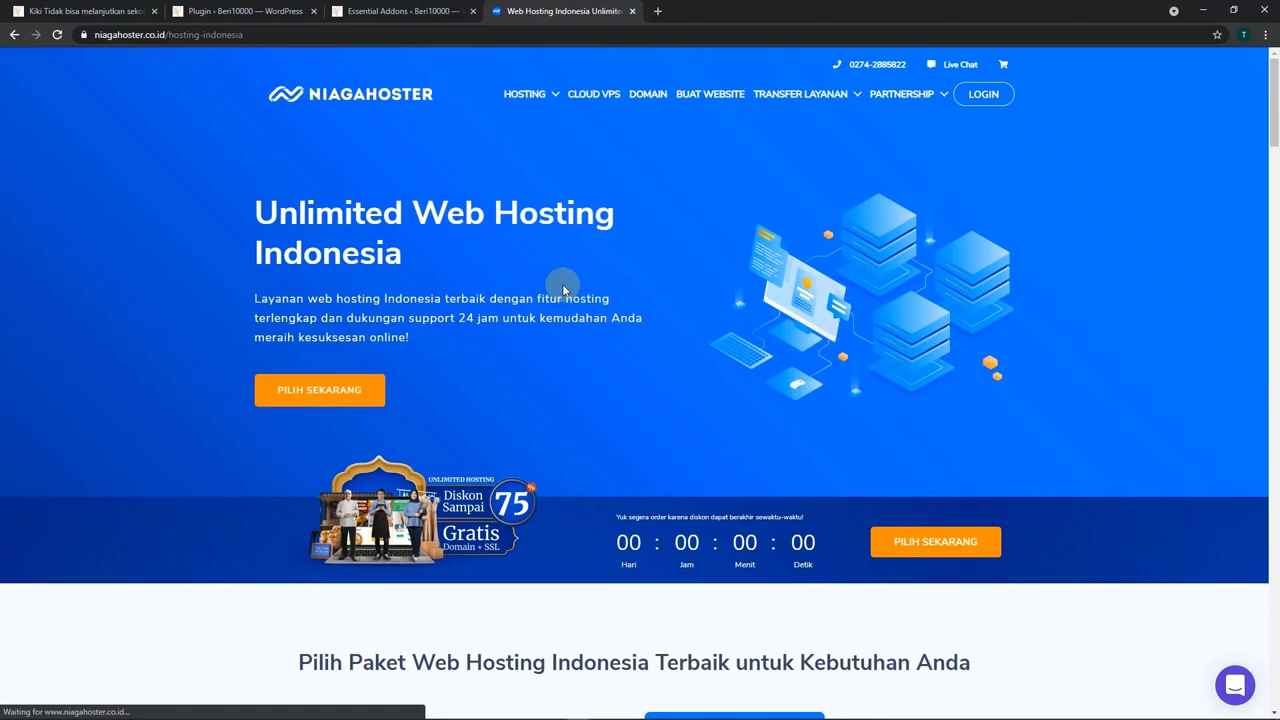 Kiki Tidak bisa melanjutkan seko
Plugin ‹ Beri10000 — WordPress
Essential Addons ‹ Beri10000 —
Web Hosting Indonesia Unlimite
niagahoster.co.id/hosting-indonesia
0274-2885822
Live Chat
NIAGAHOSTER
HOSTING
CLOUD VPS
DOMAIN
BUAT WEBSITE
TRANSFER LAYANAN
PARTNERSHIP
LOGIN
Unlimited Web Hosting
Indonesia
Layanan web hosting Indonesia terbaik dengan fitur hosting
terlengkap dan dukungan support 24 jam untuk kemudahan Anda
meraih kesuksesan online!
PILIH SEKARANG
UNLIMITED HOSTING
Diskon
Sampai
75%
Gratis
Domain + SSL
Yuk segera order karena diskon dapat berakhir sewaktu-waktu!
00 : 00 : 00 : 00
Hari Jam Menit Detik
PILIH SEKARANG
Pilih Paket Web Hosting Indonesia Terbaik untuk Kebutuhan Anda
Waiting for www.niagahoster.co.id...
T